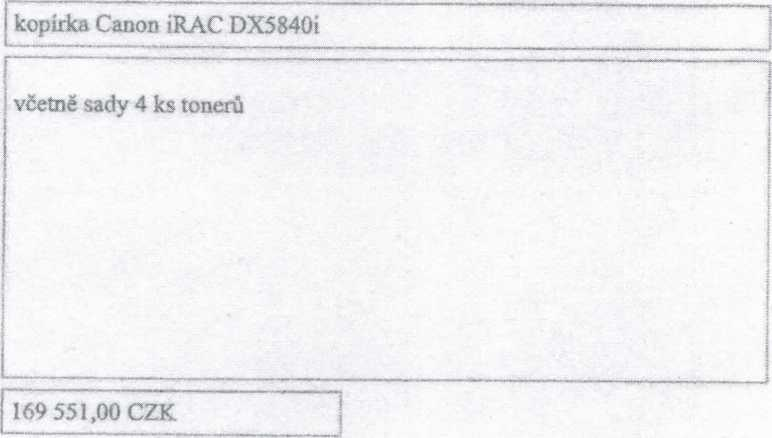 kopírka Canon iRAC DX5840i
včetně sady 4 ks tonerů
169 551,00 CZK